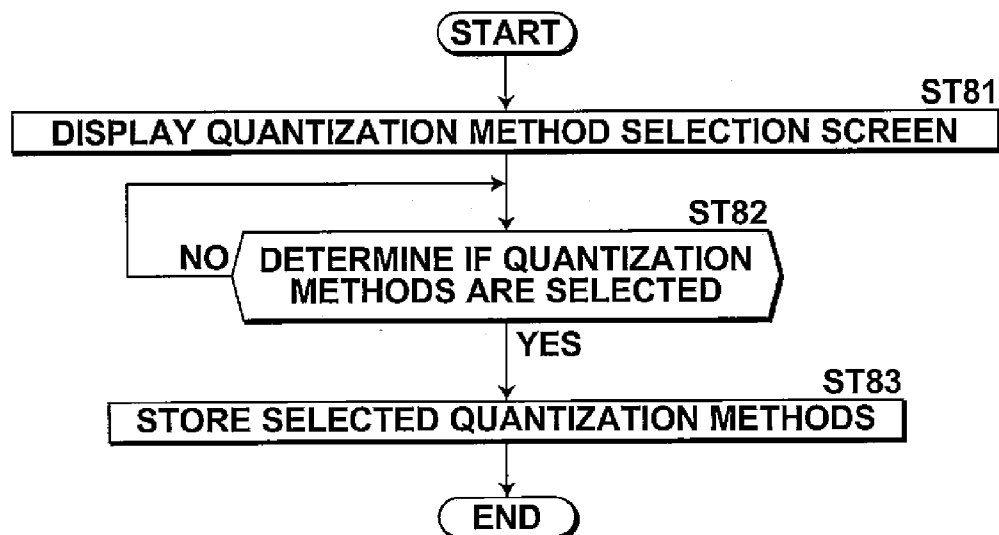 START
ST81
DISPLAY QUANTIZATION METHOD SELECTION SCREEN
ST82
NO
DETERMINE IF QUANTIZATION
METHODS ARE SELECTED
YES
ST83
STORE SELECTED QUANTIZATION METHODS
END